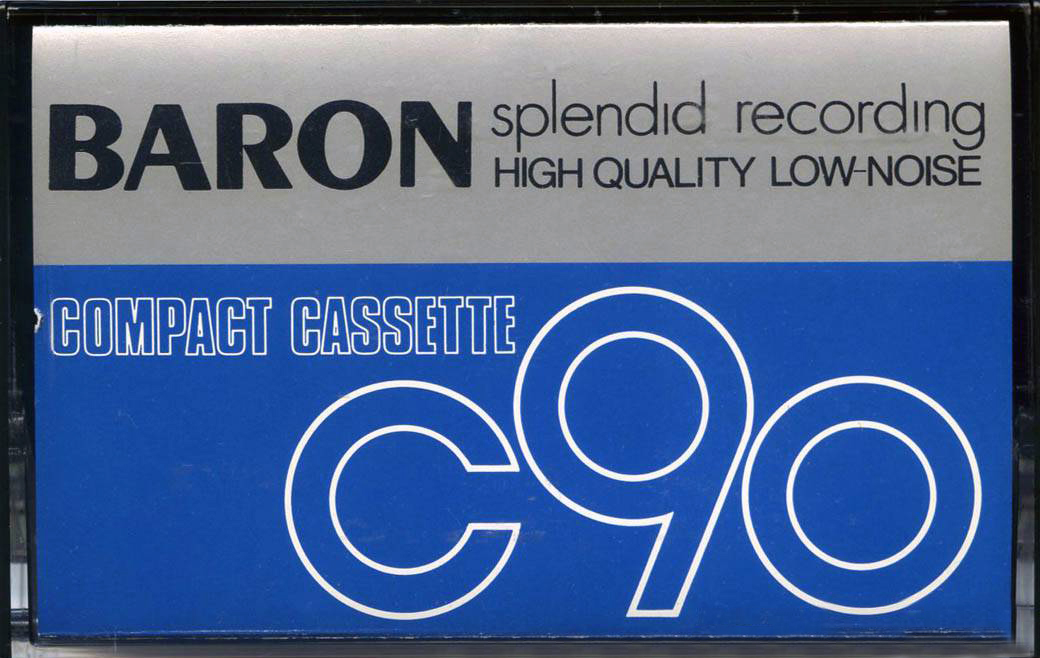 BARON splendid recording
HIGH QUALITY LOW-NOISE
COMPACT CASSETTE
C90